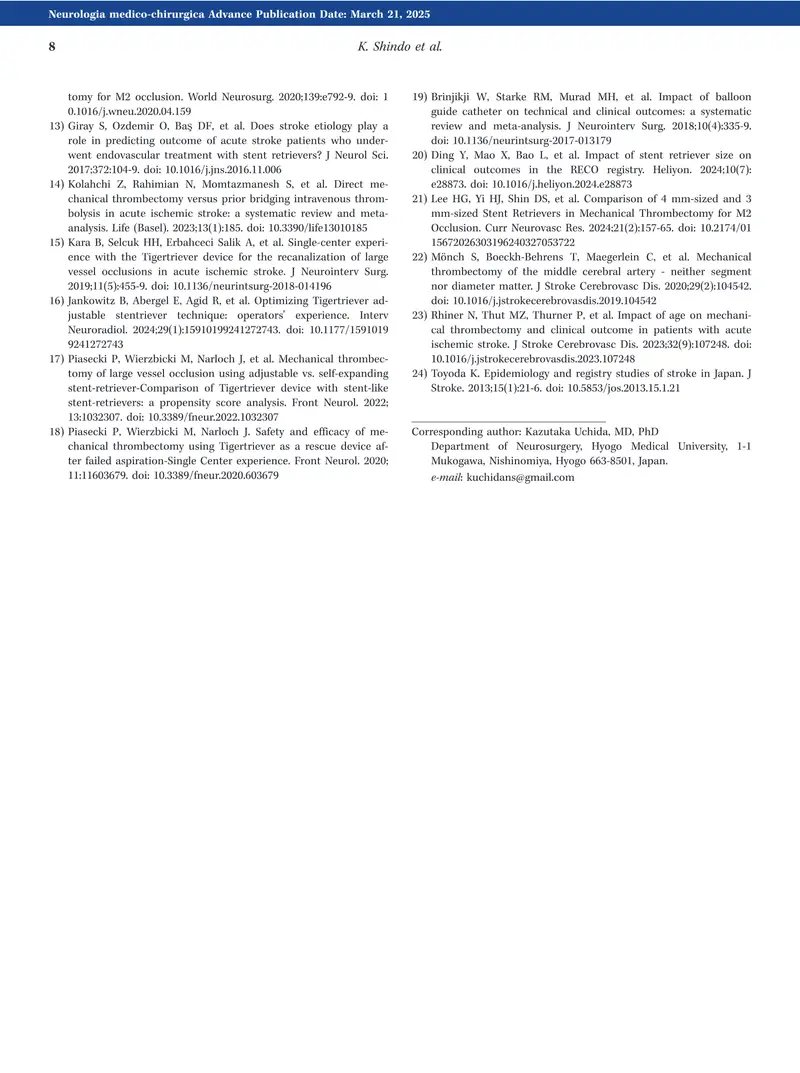 Neurologia medico-chirurgica Advance Publication Date: March 21, 2025
8
K. Shindo et al.
tomy for M2 occlusion. World Neurosurg. 2020;139:e792-9. doi: 1
0.1016/j.wneu.2020.04.159
13) Giray S, Ozdemir O, Baş DF, et al. Does stroke etiology play a
role in predicting outcome of acute stroke patients who under-
went endovascular treatment with stent retrievers? J Neurol Sci.
2017;372:104-9. doi: 10.1016/j.jns.2016.11.006
14) Kolahchi Z, Rahimian N, Momtazmanesh S, et al. Direct me-
chanical thrombectomy versus prior bridging intravenous throm-
bolysis in acute ischemic stroke: a systematic review and meta-
analysis. Life (Basel). 2023;13(1):185. doi: 10.3390/life13010185
15) Kara B, Selcuk HH, Erbahceci Salik A, et al. Single-center experi-
ence with the Tigertriever device for the recanalization of large
vessel occlusions in acute ischemic stroke. J Neurointerv Surg.
2019;11(5):455-9. doi: 10.1136/neurintsurg-2018-014196
16) Jankowitz B, Abergel E, Agid R, et al. Optimizing Tigertriever ad-
justable stentriever technique: operators' experience. Interv
Neuroradiol. 2024;29(1):15910199241272743. doi: 10.1177/1591019
9241272743
17) Piasecki P, Wierzbicki M, Narloch J, et al. Mechanical thrombec-
tomy of large vessel occlusion using adjustable vs. self-expanding
stent-retriever-Comparison of Tigertriever device with stent-like
stent-retrievers: a propensity score analysis. Front Neurol. 2022;
13:1032307. doi: 10.3389/fneur.2022.1032307
18) Piasecki P, Wierzbicki M, Narloch J. Safety and efficacy of me-
chanical thrombectomy using Tigertriever as a rescue device af-
ter failed aspiration-Single Center experience. Front Neurol. 2020;
11:11603679. doi: 10.3389/fneur.2020.603679
19) Brinjikji W, Starke RM, Murad MH, et al. Impact of balloon
guide catheter on technical and clinical outcomes: a systematic
review and meta-analysis. J Neurointerv Surg. 2018;10(4):335-9.
doi: 10.1136/neurintsurg-2017-013179
20) Ding Y, Mao X, Bao L, et al. Impact of stent retriever size on
clinical outcomes in the RECO registry. Heliyon. 2024;10(7):
e28873. doi: 10.1016/j.heliyon.2024.e28873
21) Lee HG, Yi HJ, Shin DS, et al. Comparison of 4 mm-sized and 3
mm-sized Stent Retrievers in Mechanical Thrombectomy for M2
Occlusion. Curr Neurovasc Res. 2024;21(2):157-65. doi: 10.2174/01
15672026303196240327053722
22) Mönch S, Boeckh-Behrens T, Maegerlein C, et al. Mechanical
thrombectomy of the middle cerebral artery - neither segment
nor diameter matter. J Stroke Cerebrovasc Dis. 2020;29(2):104542.
doi: 10.1016/j.jstrokecerebrovasdis.2019.104542
23) Rhiner N, Thut MZ, Thurner P, et al. Impact of age on mechani-
cal thrombectomy and clinical outcome in patients with acute
ischemic stroke. J Stroke Cerebrovasc Dis. 2023;32(9):107248. doi:
10.1016/j.jstrokecerebrovasdis.2023.107248
24) Toyoda K. Epidemiology and registry studies of stroke in Japan. J
Stroke. 2013;15(1):21-6. doi: 10.5853/jos.2013.15.1.21
Corresponding author: Kazutaka Uchida, MD, PhD
Department of Neurosurgery, Hyogo Medical University, 1-1
Mukogawa, Nishinomiya, Hyogo 663-8501, Japan.
e-mail: kuchidans@gmail.com